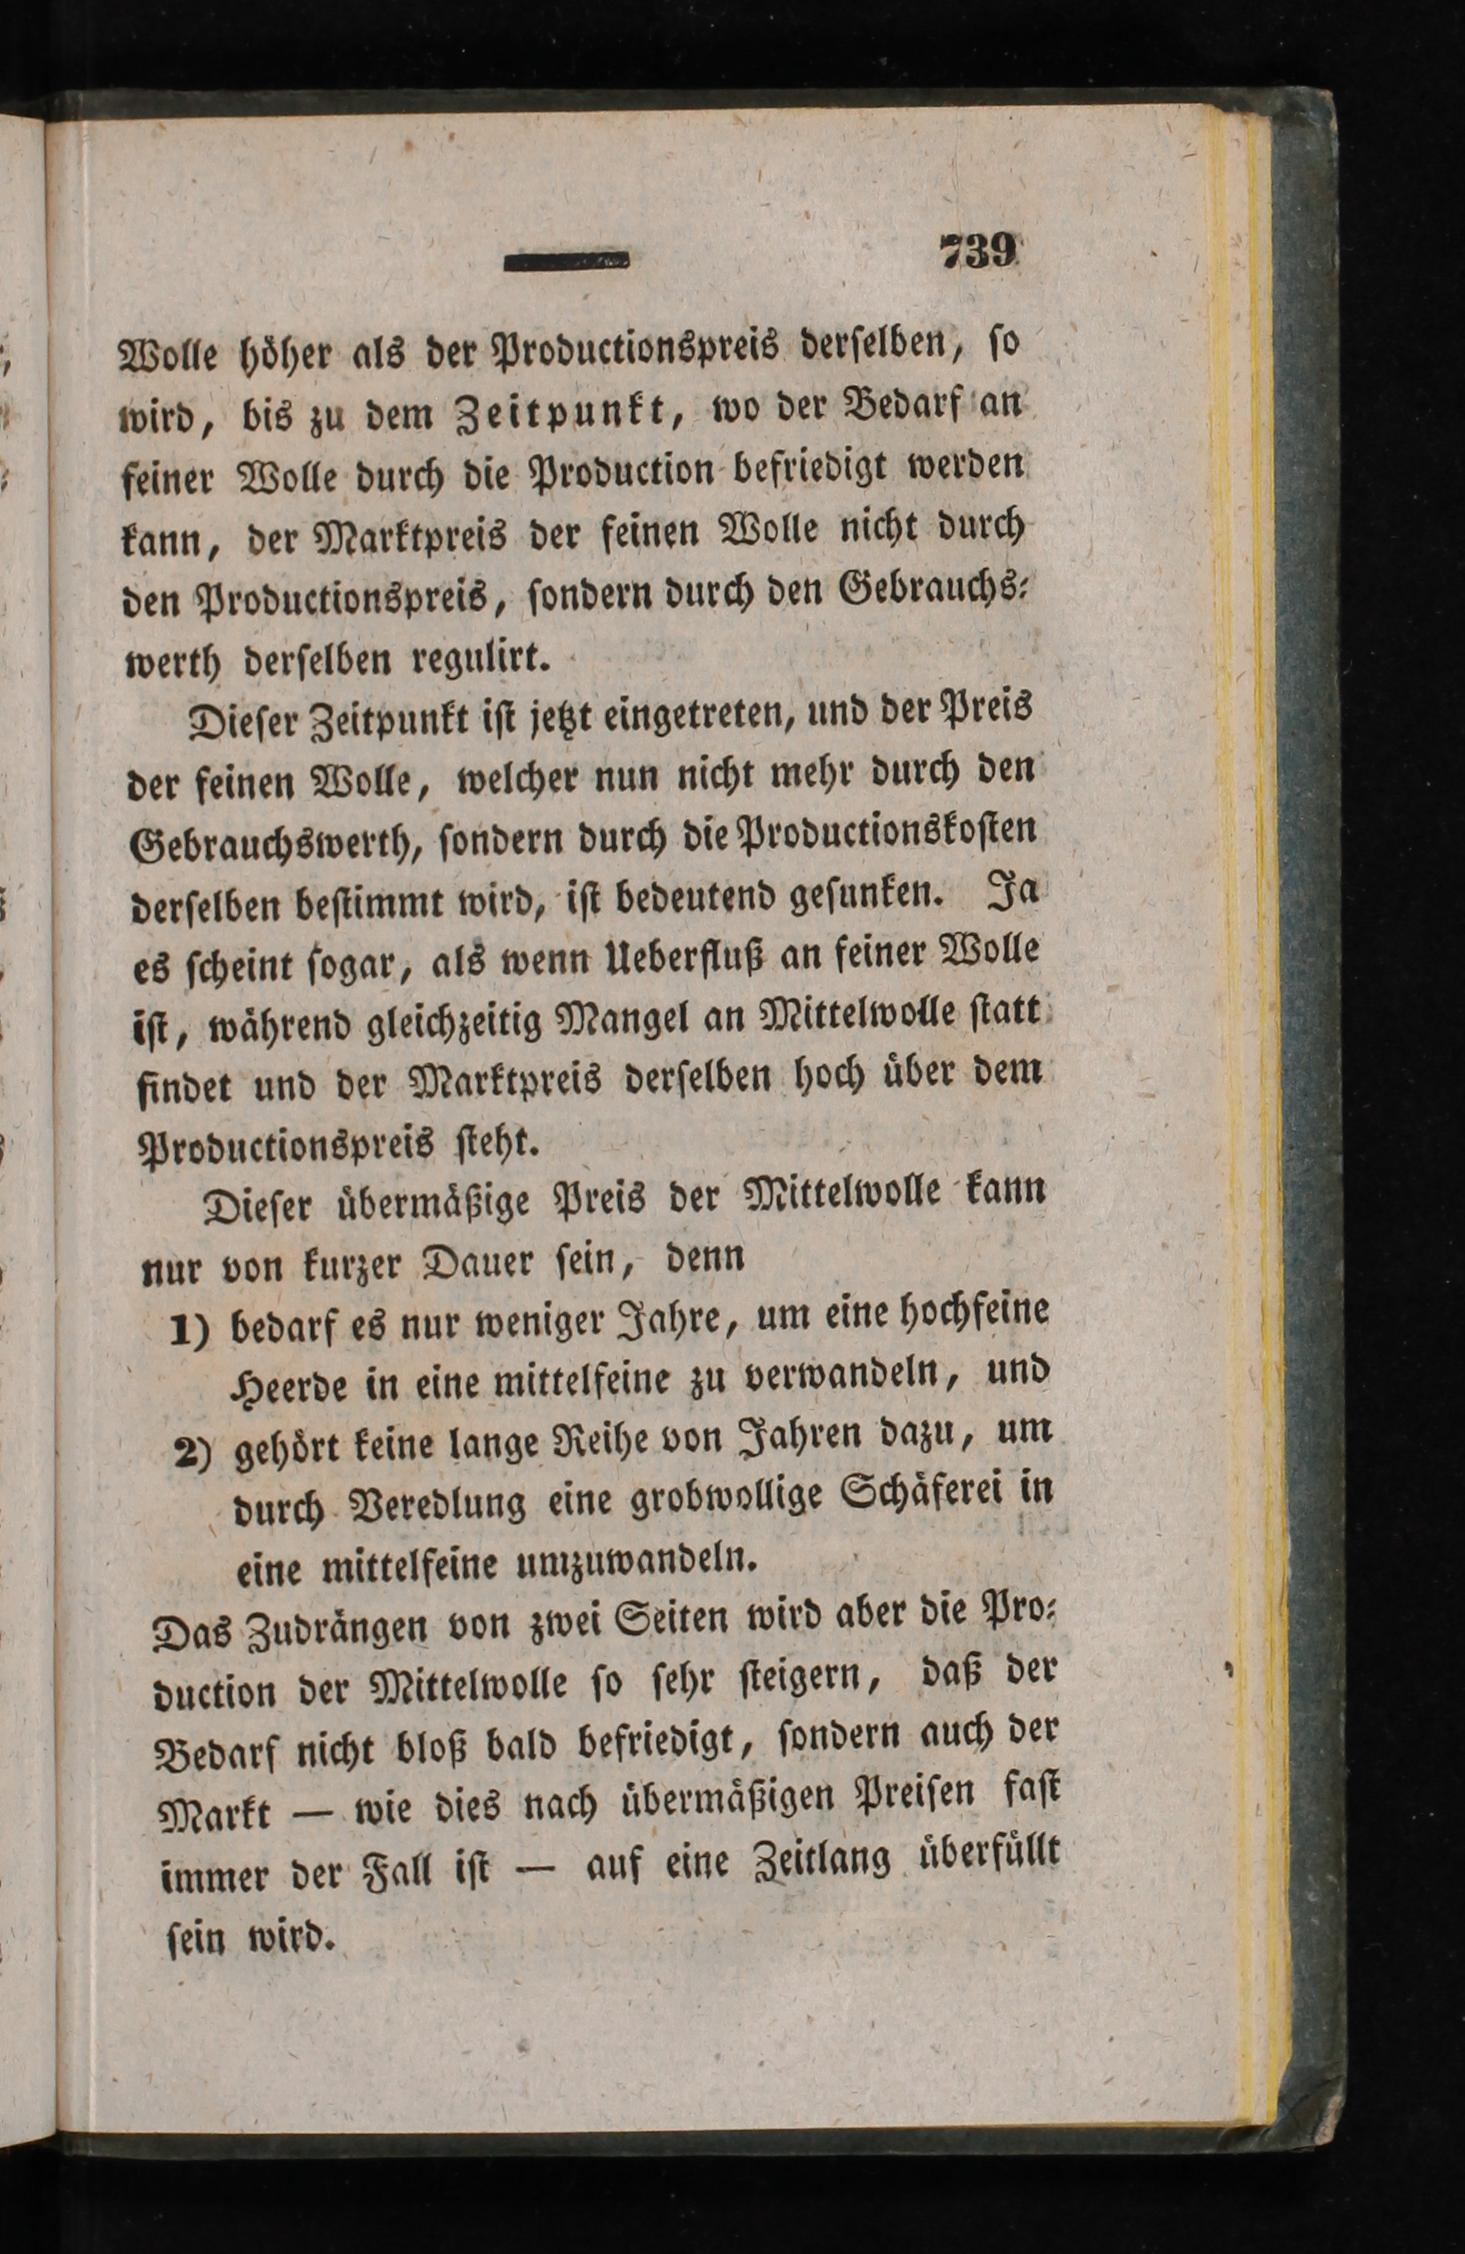 739
Wolle höher als der Productionspreis derſelben, ſo
wird, bis zu dem Zeitpunkt, wo der Bedarf an
feiner Wolle durch die Production befriedigt werden
kann, der Marktpreis der feinen Wolle nicht durch
den Productionspreis, ſondern durch den Gebrauchs⸗
werth derſelben regulirt.
Dieſer Zeitpunkt iſt jetzt eingetreten, und der Preis
der feinen Wolle, welcher nun nicht mehr durch den
Gebrauchswerth, ſondern durch die Productionskoſten
derſelben beſtimmt wird, iſt bedeutend geſunken. Ja
es ſcheint ſogar, als wenn Ueberfluß an feiner Wolle
iſt, während gleichzeitig Mangel an Mittelwolle ſtatt
findet und der Marktpreis derſelben hoch über dem
Productionspreis ſteht.
Dieſer übermäßige Preis der Mittelwolle kann
nur von kurzer Dauer ſein, denn
1) bedarf es nur weniger Jahre, um eine hochfeine
Heerde in eine mittelfeine zu verwandeln, und
2) gehört keine lange Reihe von Jahren dazu, um
durch Veredlung eine grobwollige Schäferei in
eine mittelfeine umzuwandeln.
Das Zudrängen von zwei Seiten wird aber die Pro⸗
duction der Mittelwolle ſo ſehr ſteigern, daß der
Bedarf nicht bloß bald befriedigt, ſondern auch der
Markt — wie dies nach übermäßigen Preiſen faſt
immer der Fall iſt — auf eine Zeitlang überfüllt
ſein wird.